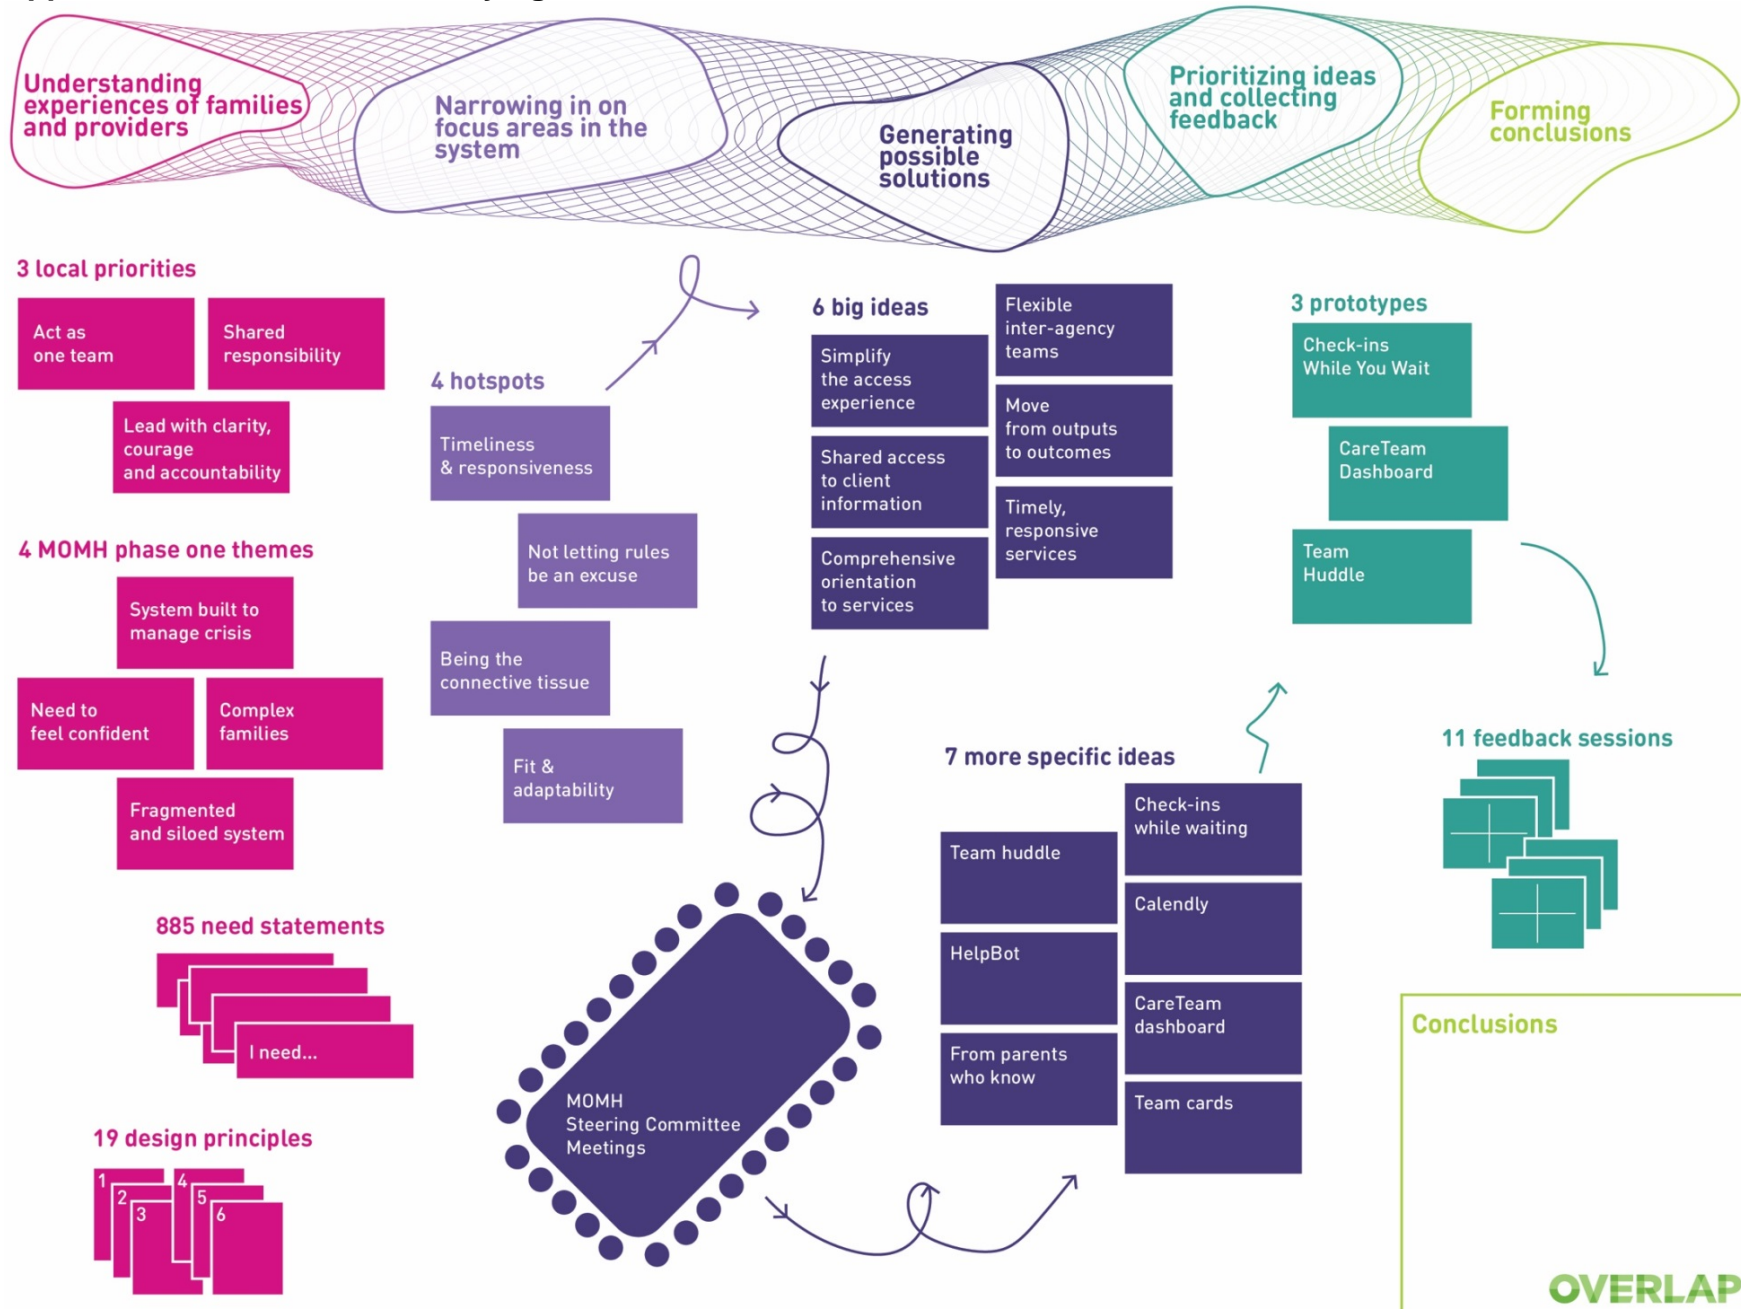 Understanding
experiences of families
and providers
Narrowing in on
focus areas in the
system
Generating
possible
solutions
Prioritizing ideas
and collecting
feedback
Forming
conclusions
3 local priorities
Act as
one team
Shared
responsibility
Lead with clarity,
courage
and accountability
4 MOMH phase one themes
System built to
manage crisis
Need to
feel confident
Complex
families
Fragmented
and siloed system
885 need statements
I need...
19 design principles
1
2
3
4
5
6
4 hotspots
Timeliness
& responsiveness
Not letting rules
be an excuse
Being the
connective tissue
Fit &
adaptability
6 big ideas
Simplify
the access
experience
Shared access
to client
information
Comprehensive
orientation
to services
Flexible
inter-agency
teams
Move
from outputs
to outcomes
Timely,
responsive
services
MOMH
Steering Committee
Meetings
7 more specific ideas
Team huddle
HelpBot
From parents
who know
Check-ins
while waiting
Calendly
CareTeam
dashboard
Team cards
3 prototypes
Check-ins
While You Wait
CareTeam
Dashboard
Team
Huddle
11 feedback sessions
Conclusions
OVERLAP